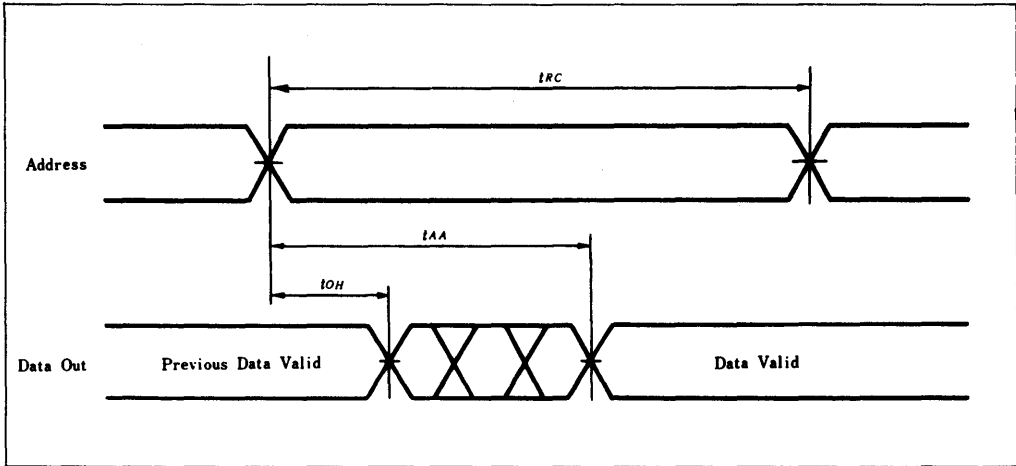 tRC
Address
tAA
tOH
Data Out
Previous Data Valid
Data Valid